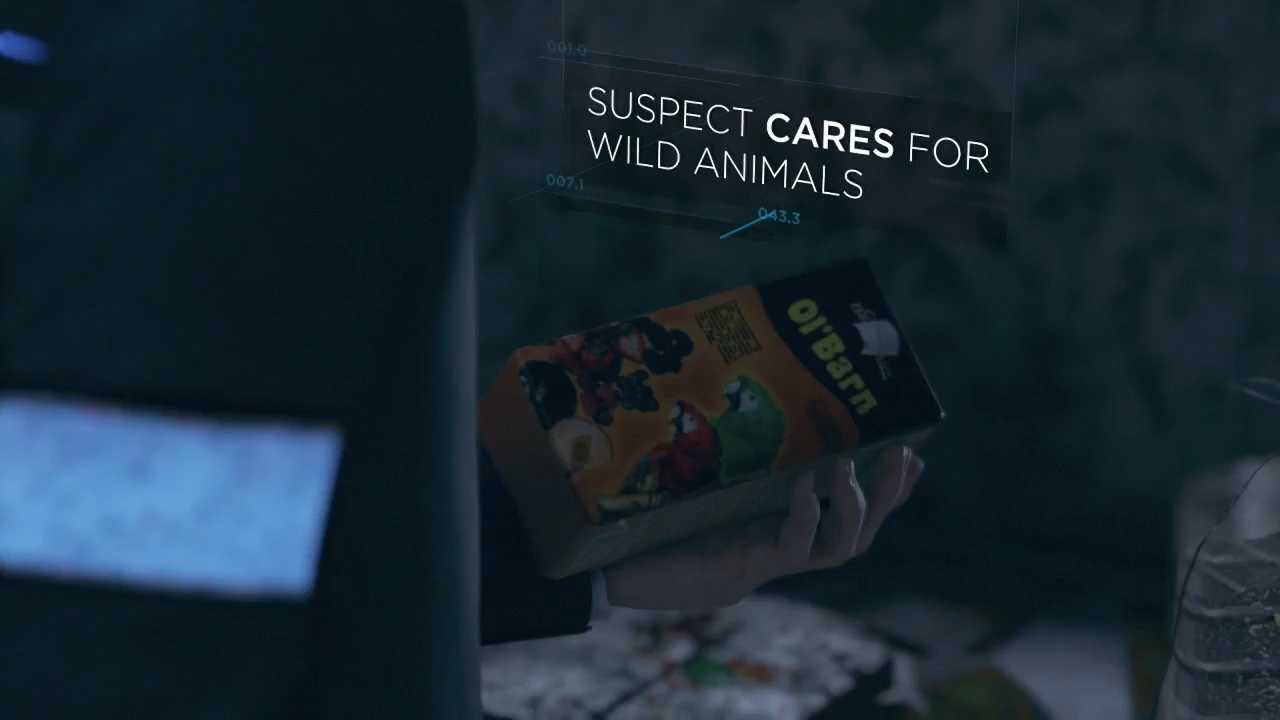 001.0
SUSPECT CARES FOR
WILD ANIMALS
007.1
043.3
Ol'Barn